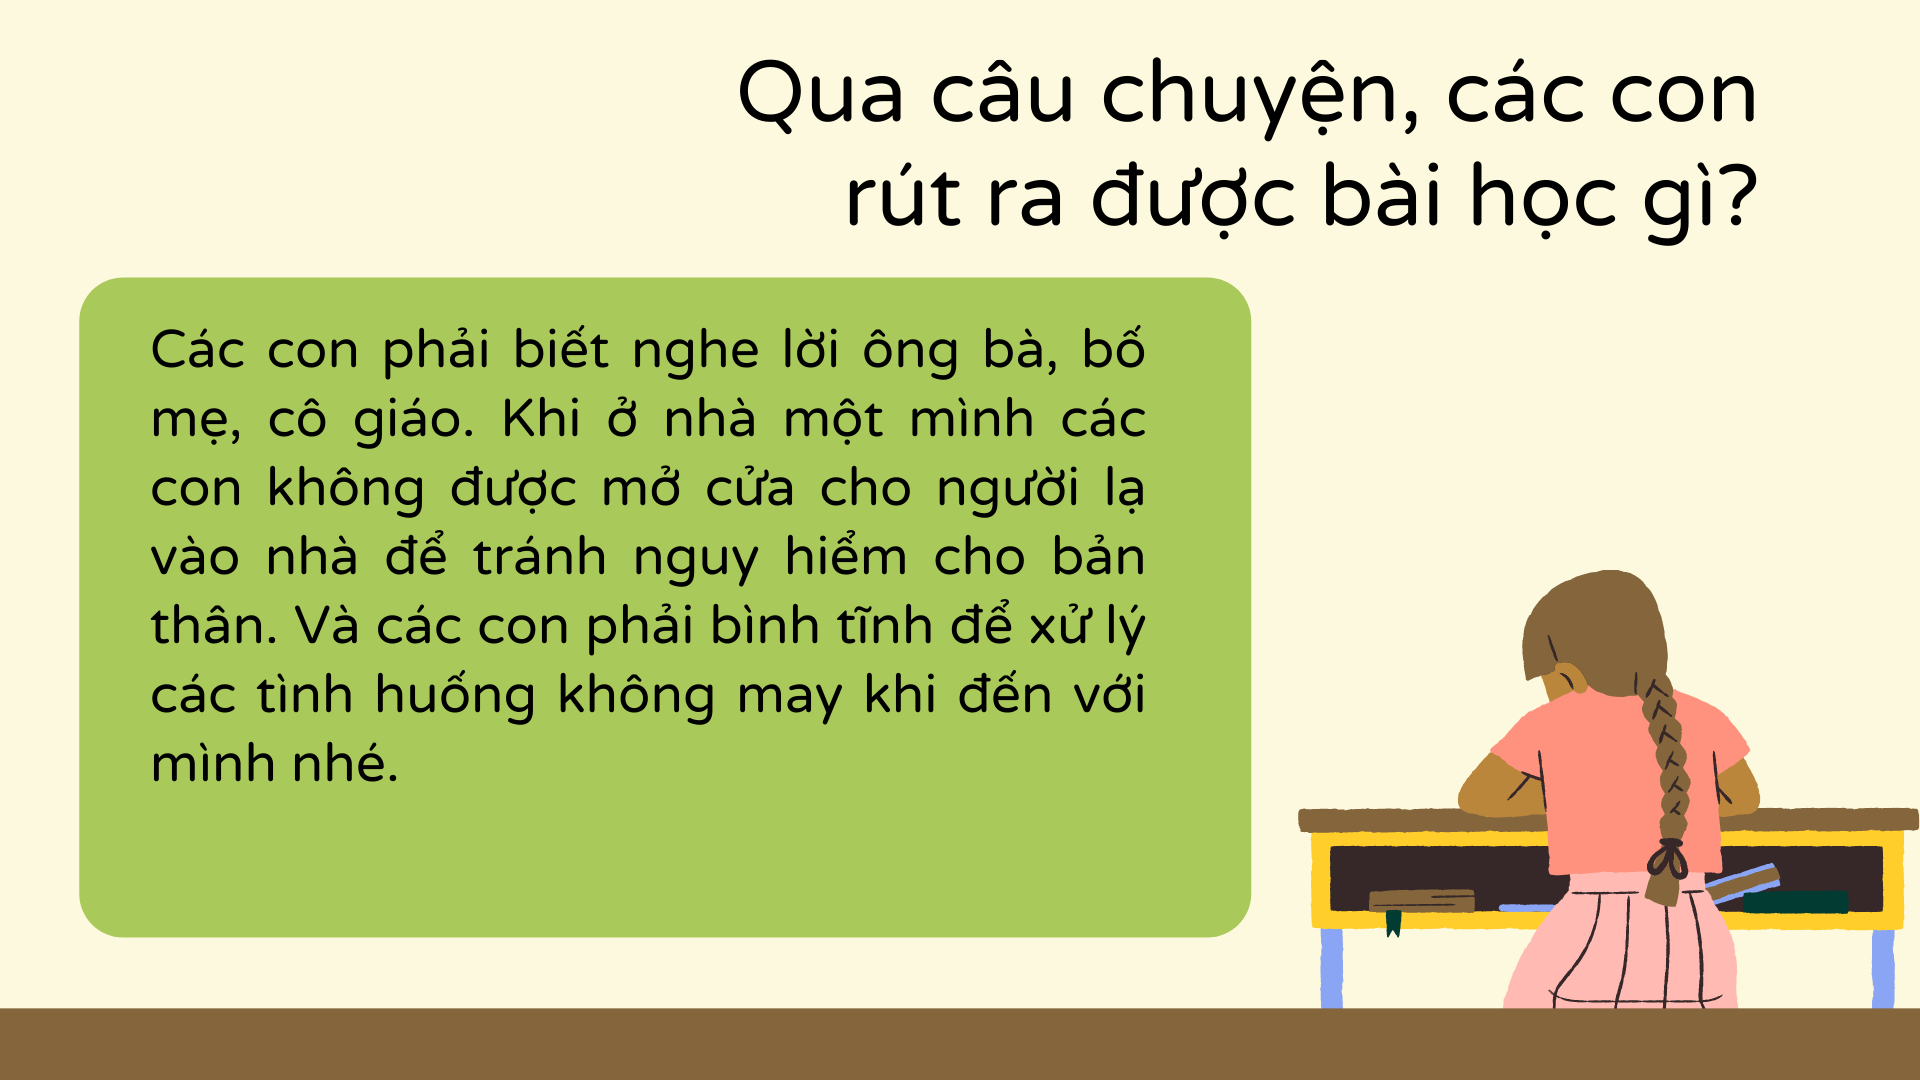 Qua câu chuyện, các con
rút ra được bài học gì?
Các con phải biết nghe lời ông bà, bố
mẹ, cô giáo. Khi ở nhà một mình các
con không được mở cửa cho người lạ
vào nhà để tránh nguy hiểm cho bản
thân. Và các con phải bình tĩnh để xử lý
các tình huống không may khi đến với
mình nhé.